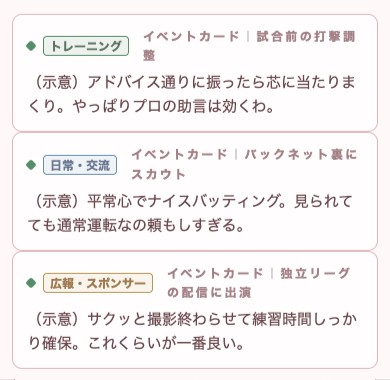 トレーニング
イベントカード｜試合前の打撃調
整
（示意）アドバイス通りに振ったら芯に当たりま
くり。やっぱりプロの助言は効くわ。
日常・交流
イベントカード｜バックネット裏に
スカウト
（示意）平常心でナイスバッティング。見られて
ても通常運転なの頼もしすぎる。
広報・スポンサー
イベントカード｜独立リーグ
の配信に出演
（示意）サクッと撮影終わらせて練習時間しっか
り確保。これくらいが一番良い。